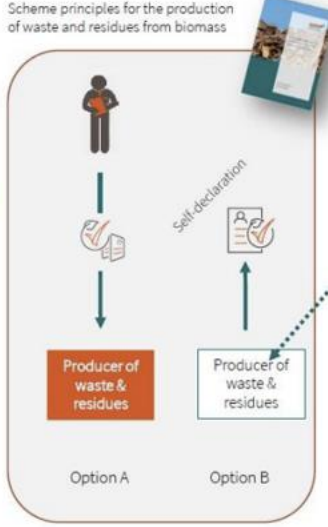 Scheme principles for the production
of waste and residues from biomass
Self-declaration
Producer of
waste &
residues
Producer of
waste &
residues
Option A
Option B